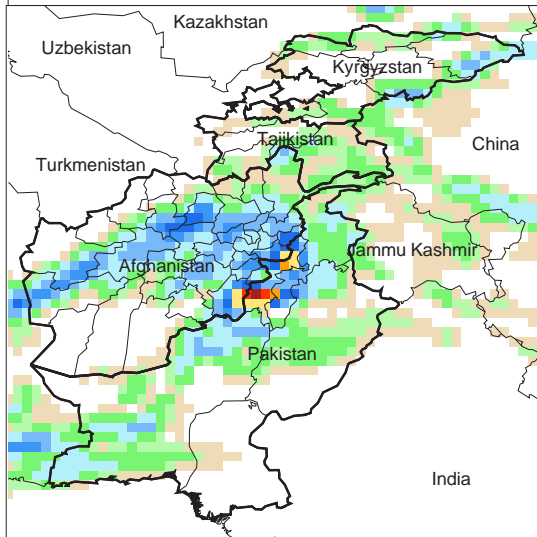 Kazakhstan
Uzbekistan
Kyrgyzstan
Tajikistan
China
Turkmenistan
Jammu Kashmir
Afghanistan
Pakistan
India